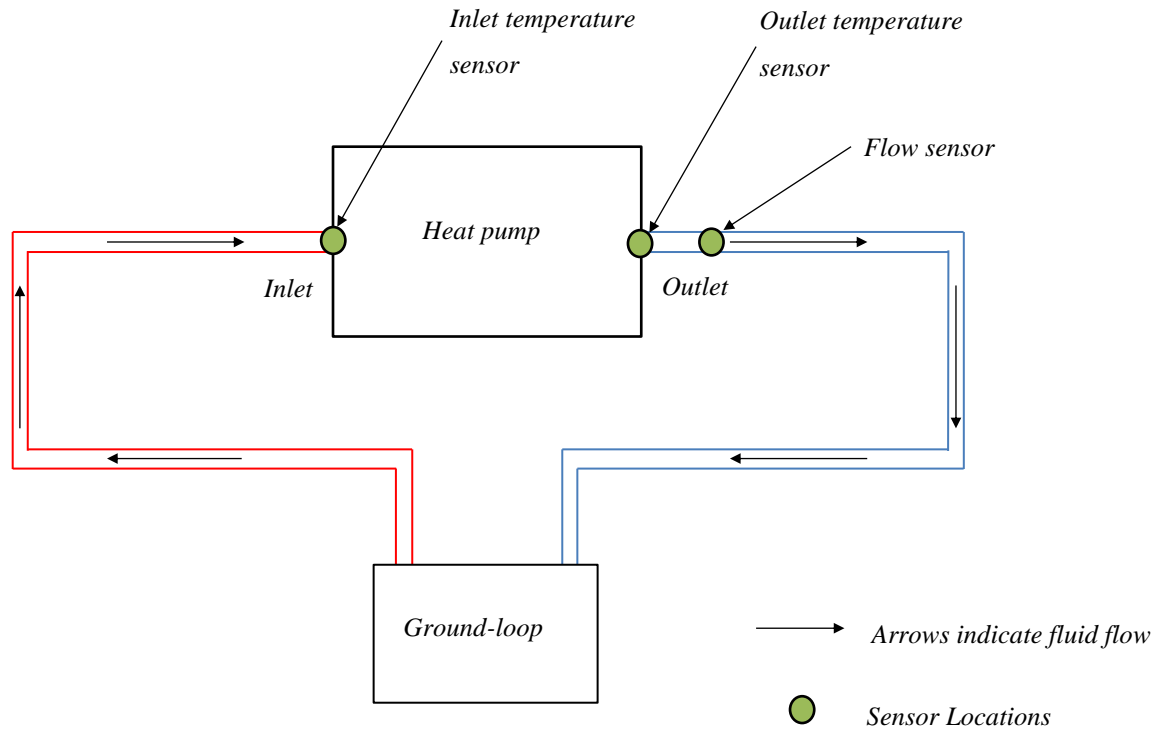 Inlet temperature
sensor
Outlet temperature
sensor
Flow sensor
Heat pump
Inlet
Outlet
Ground-loop
Arrows indicate fluid flow
Sensor Locations